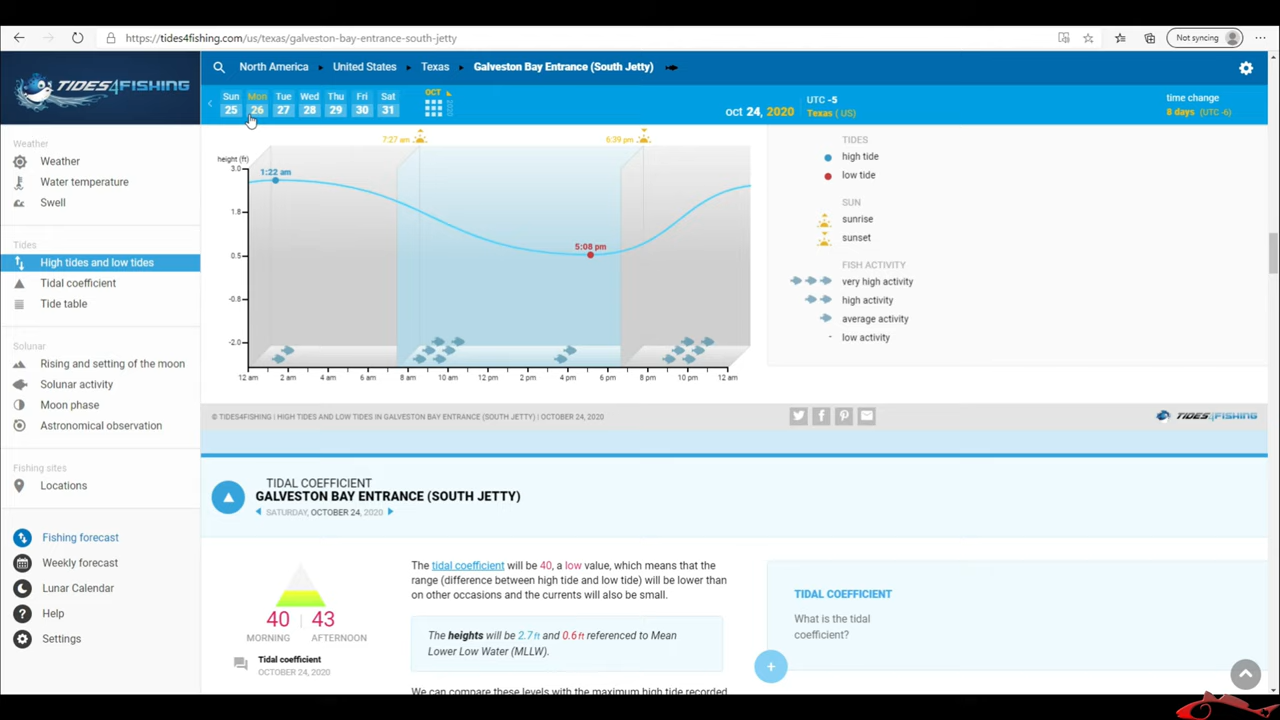 https://tides4fishing.com/us/texas/galveston-bay-entrance-south-jetty
Not syncing
TIDES4FISHING
North America ▸ United States ▸ Texas ▸ Galveston Bay Entrance (South Jetty)
Sun Mon Tue Wed Thu Fri Sat
25 26 27 28 29 30 31
OCT
2020
oct 24, 2020
UTC -5
Texas ( US)
time change
8 days (UTC -6)
Weather
Weather
Water temperature
Swell
Tides
High tides and low tides
Tidal coefficient
Tide table
Solunar
Rising and setting of the moon
Solunar activity
Moon phase
Astronomical observation
Fishing sites
Locations
Fishing forecast
Weekly forecast
Lunar Calendar
Help
Settings
7:27 am
6:39 pm
height (ft)
3.0
1.8
0.5
-0.8
-2.0
1:22 am
5:08 pm
12 am 2 am 4 am 6 am 8 am 10 am 12 pm 2 pm 4 pm 6 pm 8 pm 10 pm 12 am
TIDES
high tide
low tide
SUN
sunrise
sunset
FISH ACTIVITY
very high activity
high activity
average activity
low activity
© TIDES4FISHING | HIGH TIDES AND LOW TIDES IN GALVESTON BAY ENTRANCE (SOUTH JETTY) | OCTOBER 24, 2020
TIDES4FISHING
TIDAL COEFFICIENT
GALVESTON BAY ENTRANCE (SOUTH JETTY)
SATURDAY, OCTOBER 24, 2020
40 | 43
MORNING AFTERNOON
Tidal coefficient
OCTOBER 24, 2020
The tidal coefficient will be 40, a low value, which means that the
range (difference between high tide and low tide) will be lower than
on other occasions and the currents will also be small.
The heights will be 2.7 ft and 0.6 ft referenced to Mean
Lower Low Water (MLLW).
We can compare these levels with the maximum high tide recorded
TIDAL COEFFICIENT
What is the tidal
coefficient?